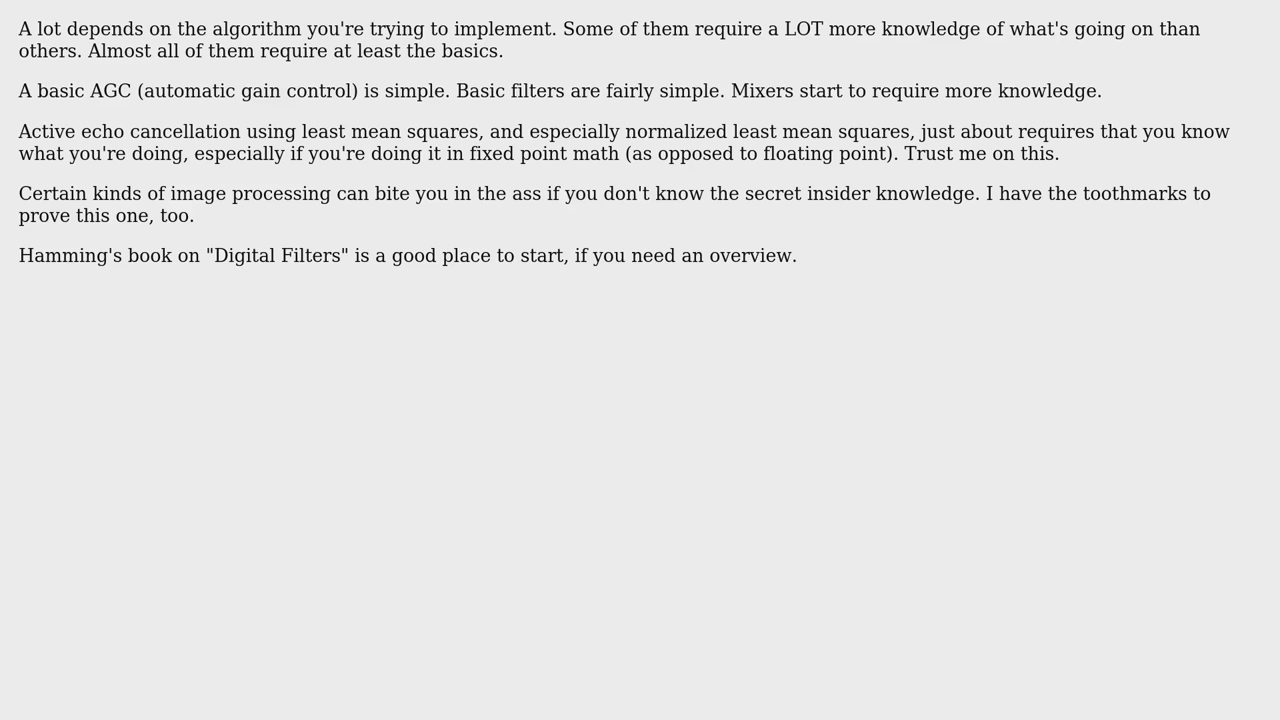 A lot depends on the algorithm you're trying to implement. Some of them require a LOT more knowledge of what's going on than
others. Almost all of them require at least the basics.
A basic AGC (automatic gain control) is simple. Basic filters are fairly simple. Mixers start to require more knowledge.
Active echo cancellation using least mean squares, and especially normalized least mean squares, just about requires that you know
what you're doing, especially if you're doing it in fixed point math (as opposed to floating point). Trust me on this.
Certain kinds of image processing can bite you in the ass if you don't know the secret insider knowledge. I have the toothmarks to
prove this one, too.
Hamming's book on "Digital Filters" is a good place to start, if you need an overview.